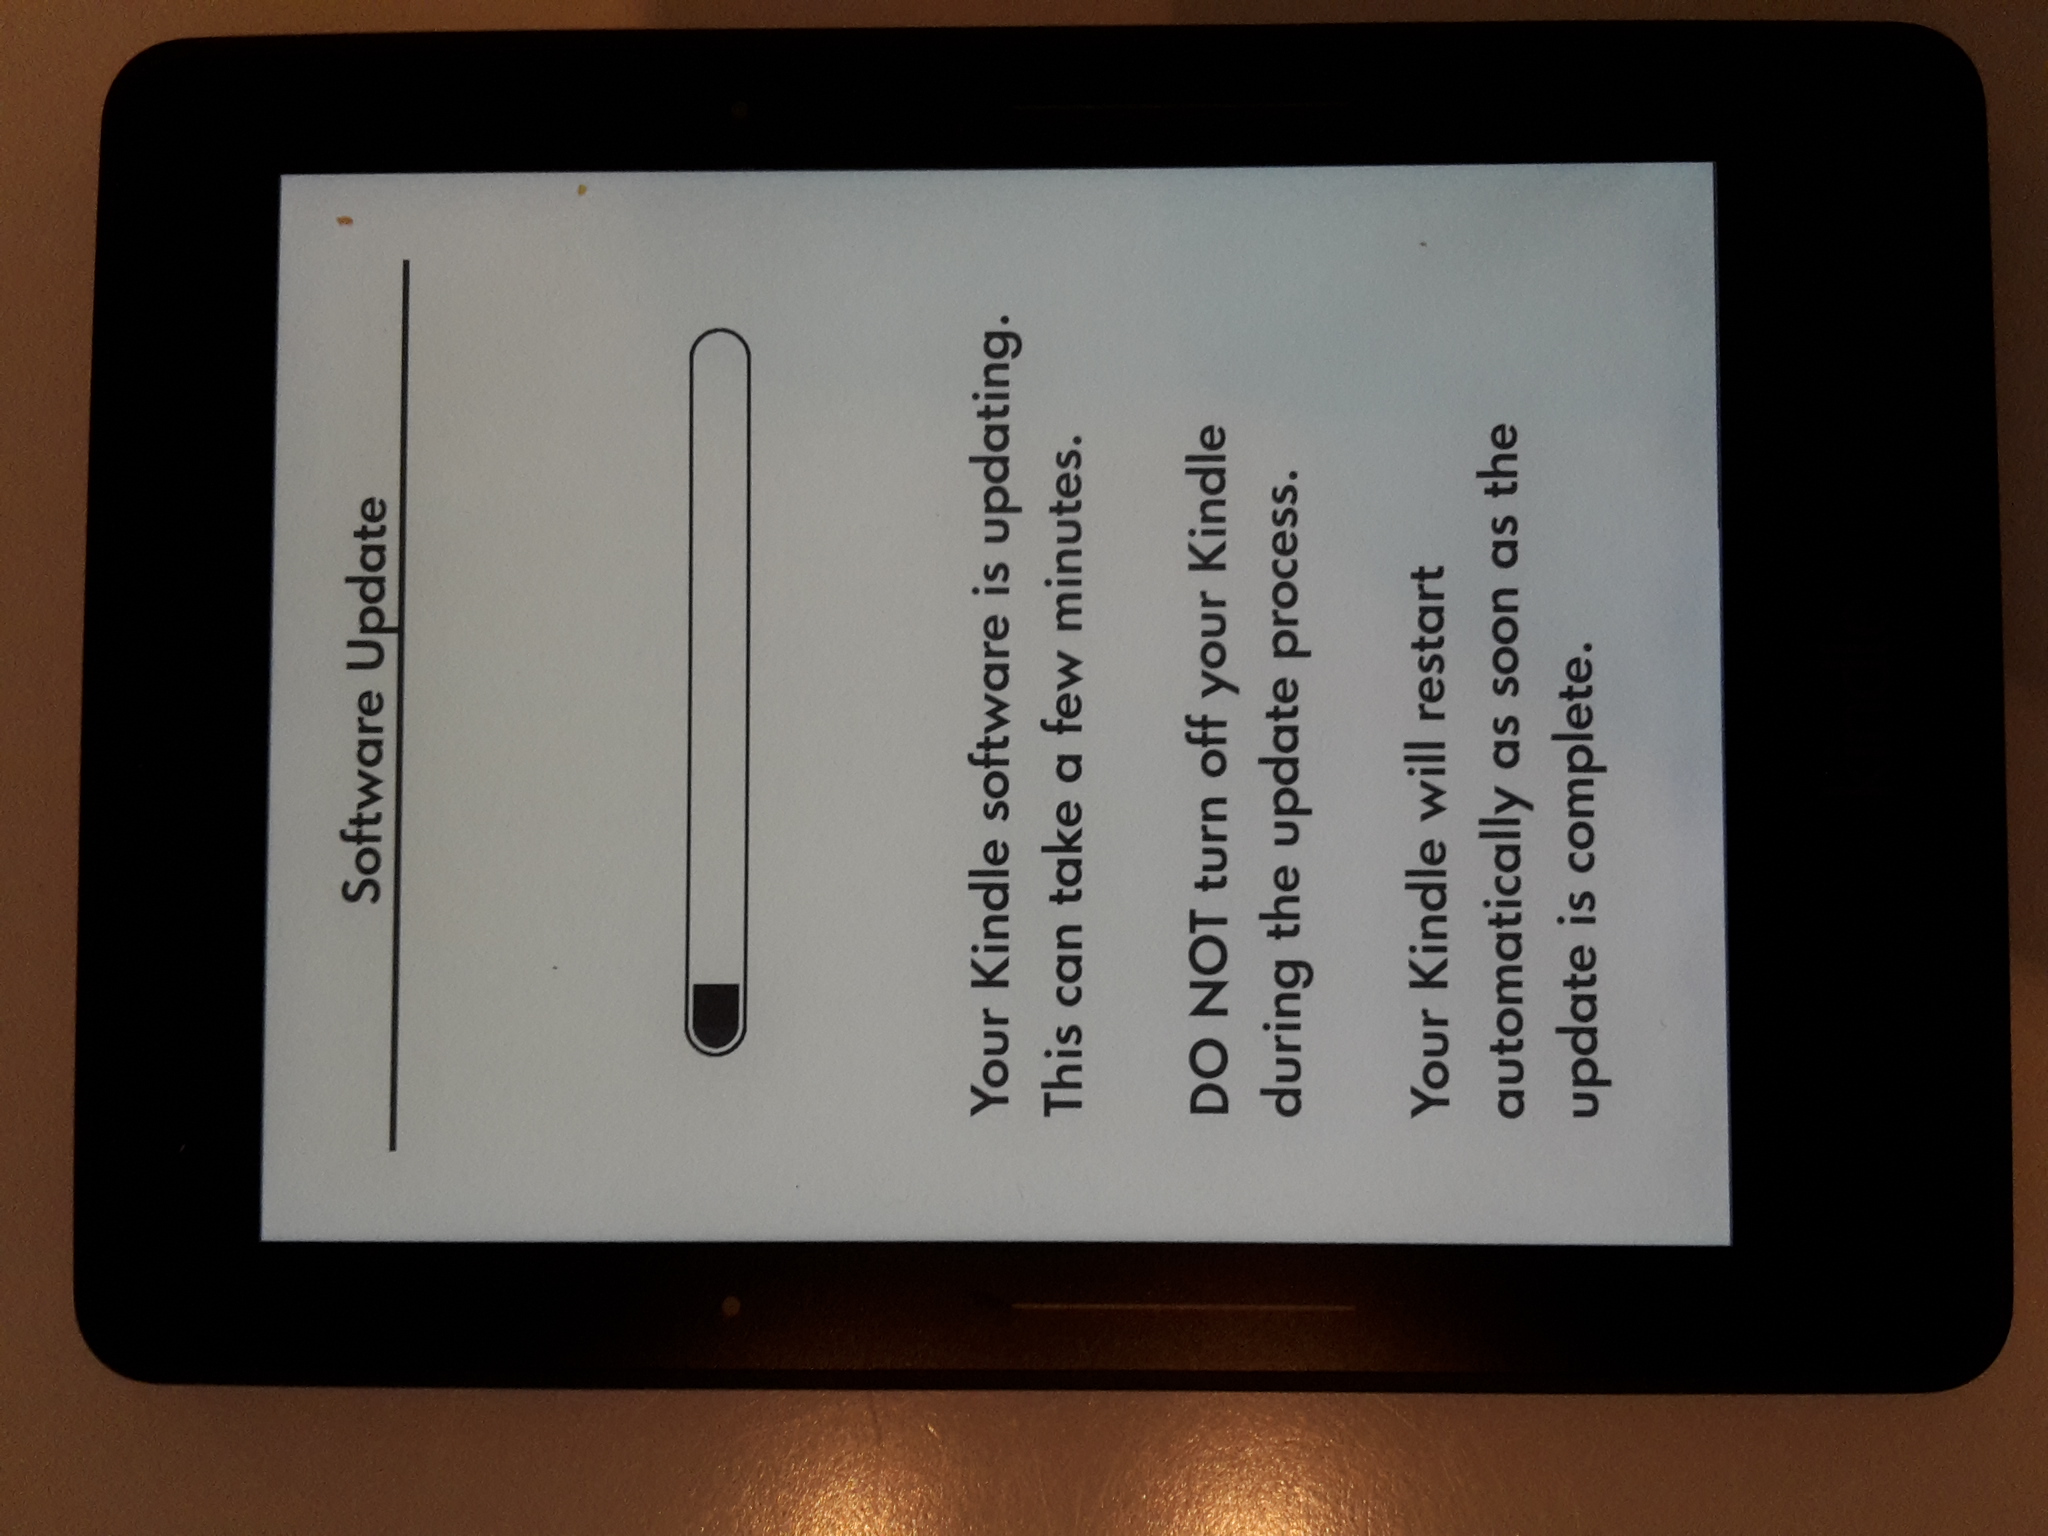 Software Update
Your Kindle software is updating.
This can take a few minutes.
DO NOT turn off your Kindle
during the update process.
Your Kindle will restart
automatically as soon as the
update is complete.
kindle